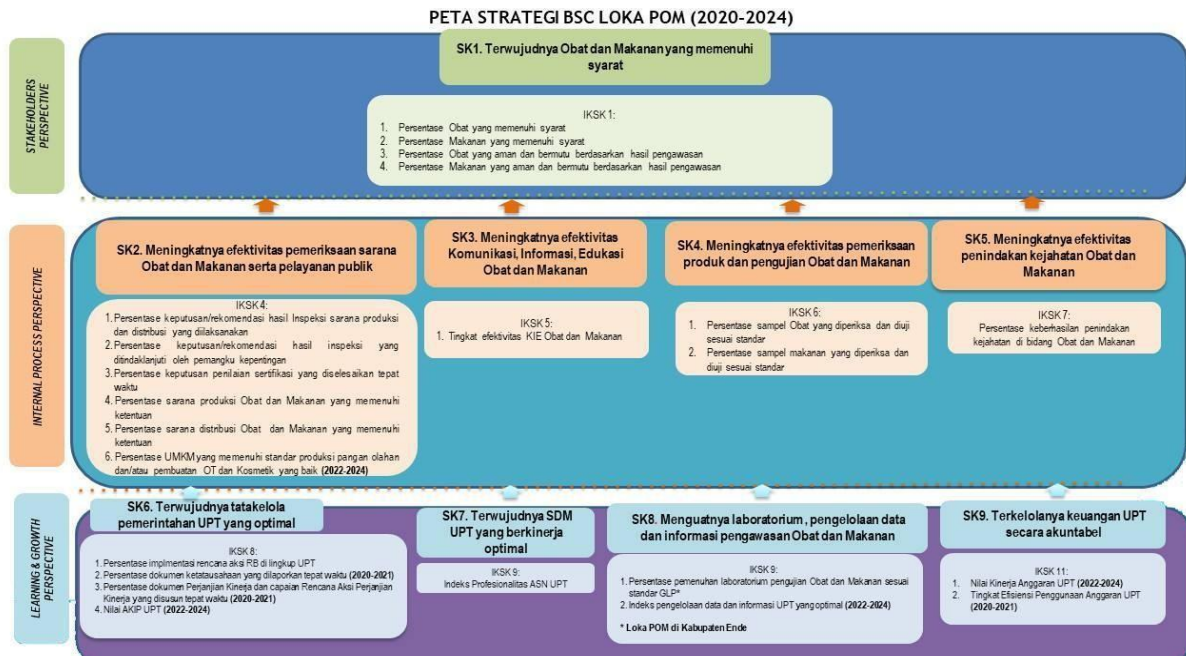 PETA STRATEGI BSC LOKA POM (2020-2024)
STAKEHOLDERS
PERSPECTIVE
SK1. Terwujudnya Obat dan Makanan yang memenuhi
syarat
IKSK 1:
1. Persentase Obat yang memenuhi syarat
2. Persentase Makanan yang memenuhi syarat
3. Persentase Obat yang aman dan bermutu berdasarkan hasil pengawasan
4. Persentase Makanan yang aman dan bermutu berdasarkan hasil pengawasan
INTERNAL PROCESS PERSPECTIVE
SK2. Meningkatnya efektivitas pemeriksaan sarana
Obat dan Makanan serta pelayanan publik
IKSK 4:
1. Persentase keputusan/rekomendasi hasil Inspeksi sarana produksi
dan distribusi yang dilaksanakan
2. Persentase keputusan/rekomendasi hasil inspeksi yang
ditindaklanjuti oleh pemangku kepentingan
3. Persentase keputusan penilaian sertifikasi yang diselesaikan tepat
waktu
4. Persentase sarana produksi Obat dan Makanan yang memenuhi
ketentuan
5. Persentase sarana distribusi Obat dan Makanan yang memenuhi
ketentuan
6. Persentase UMKM yang memenuhi standar produksi pangan olahan
dan/atau pembuatan OT dan Kosmetik yang baik (2022-2024)
SK3. Meningkatnya efektivitas
Komunikasi, Informasi, Edukasi
Obat dan Makanan
IKSK 5:
1. Tingkat efektivitas KIE Obat dan Makanan
SK4. Meningkatnya efektivitas pemeriksaan
produk dan pengujian Obat dan Makanan
IKSK 6:
1. Persentase sampel Obat yang diperiksa dan diuji
sesuai standar
2. Persentase sampel makanan yang diperiksa dan
diuji sesuai standar
SK5. Meningkatnya efektivitas
penindakan kejahatan Obat dan
Makanan
IKSK 7:
Persentase keberhasilan penindakan
kejahatan di bidang Obat dan Makanan
LEARNING & GROWTH
PERSPECTIVE
SK6. Terwujudnya tatakelola
pemerintahan UPT yang optimal
IKSK 8:
1. Persentase implmentasi rencana aksi RB di lingkup UPT
2. Persentase dokumen ketatausahaan yang dilaporkan tepat waktu (2020-2021)
3. Persentase dokumen Perjanjian Kinerja dan capaian Rencana Aksi Perjanjian
Kinerja yang disusun tepat waktu (2020-2021)
4. Nilai AKIP UPT (2022-2024)
SK7. Terwujudnya SDM
UPT yang berkinerja
optimal
IKSK 9:
Indeks Profesionalitas ASN UPT
SK8. Menguatnya laboratorium, pengelolaan data
dan informasi pengawasan Obat dan Makanan
IKSK 9:
1. Persentase pemenuhan laboratorium pengujian Obat dan Makanan sesuai
standar GLP*
2. Indeks pengelolaan data dan informasi UPT yang optimal (2022-2024)
* Loka POM di Kabupaten Ende
SK9. Terkelolanya keuangan UPT
secara akuntabel
IKSK 11:
1. Nilai Kinerja Anggaran UPT (2022-2024)
2. Tingkat Efisiensi Penggunaan Anggaran UPT
(2020-2021)